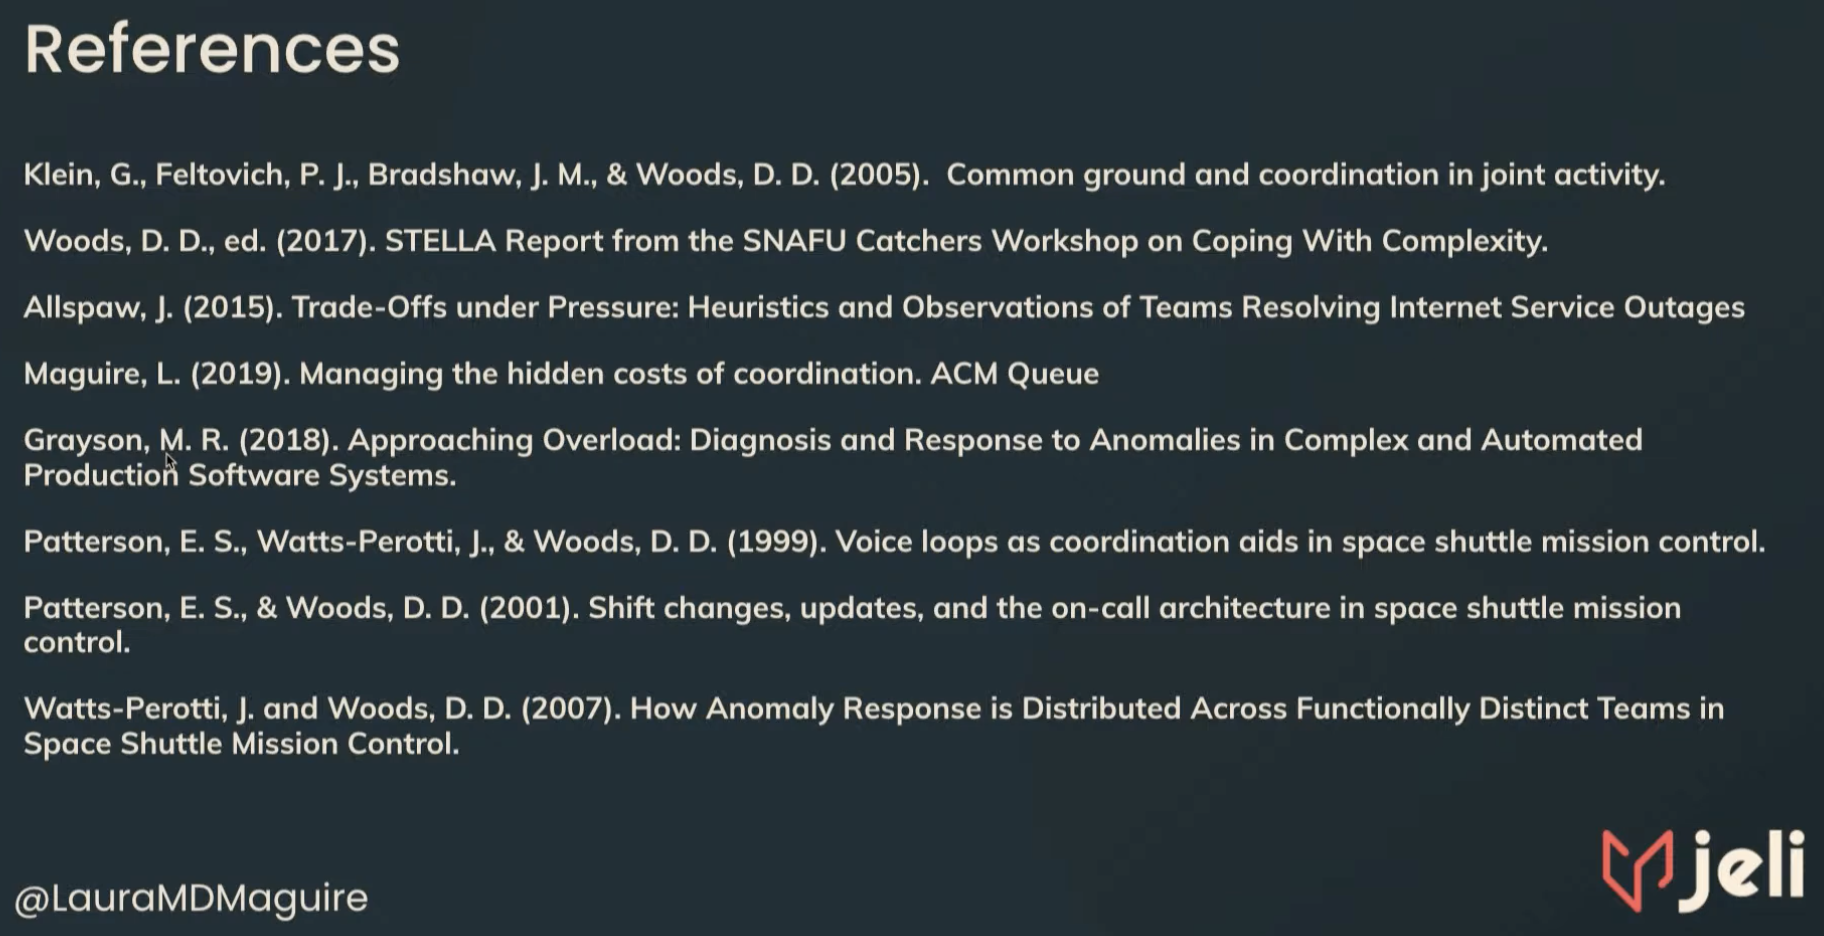 References
Klein, G., Feltovich, P. J., Bradshaw, J. M., & Woods, D. D. (2005).  Common ground and coordination in joint activity.
Woods, D. D., ed. (2017). STELLA Report from the SNAFU Catchers Workshop on Coping With Complexity.
Allspaw, J. (2015). Trade-Offs under Pressure: Heuristics and Observations of Teams Resolving Internet Service Outages
Maguire, L. (2019). Managing the hidden costs of coordination. ACM Queue
Grayson, M. R. (2018). Approaching Overload: Diagnosis and Response to Anomalies in Complex and Automated
Production Software Systems.
Patterson, E. S., Watts-Perotti, J., & Woods, D. D. (1999). Voice loops as coordination aids in space shuttle mission control.
Patterson, E. S., & Woods, D. D. (2001). Shift changes, updates, and the on-call architecture in space shuttle mission
control.
Watts-Perotti, J. and Woods, D. D. (2007). How Anomaly Response is Distributed Across Functionally Distinct Teams in
Space Shuttle Mission Control.
@LauraMDMaguire
jeli